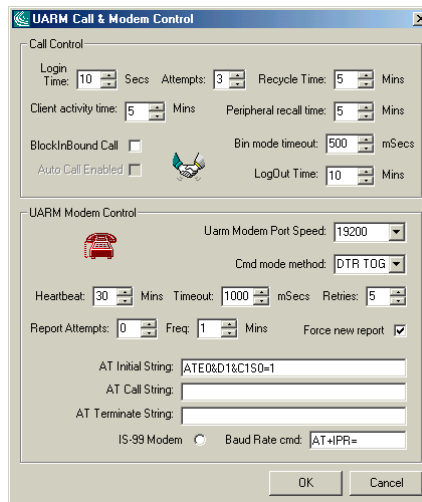 UARM Call & Modem Control
Call Control
Login Time: 10 Secs Attempts: 3 Recycle Time: 5 Mins
Client activity time: 5 Mins Peripheral recall time: 5 Mins
BlockInBound Call Bin mode timeout: 500 mSecs
Auto Call Enabled LogOut Time: 10 Mins
UARM Modem Control
Uarm Modem Port Speed: 19200
Cmd mode method: DTR TOG
Heartbeat: 30 Mins Timeout: 1000 mSecs Retries: 5
Report Attempts: 0 Freq: 1 Mins Force new report
AT Initial String: ATE0&D1&C1S0=1
AT Call String:
AT Terminate String:
IS-99 Modem Baud Rate cmd: AT+IPR=
OK Cancel